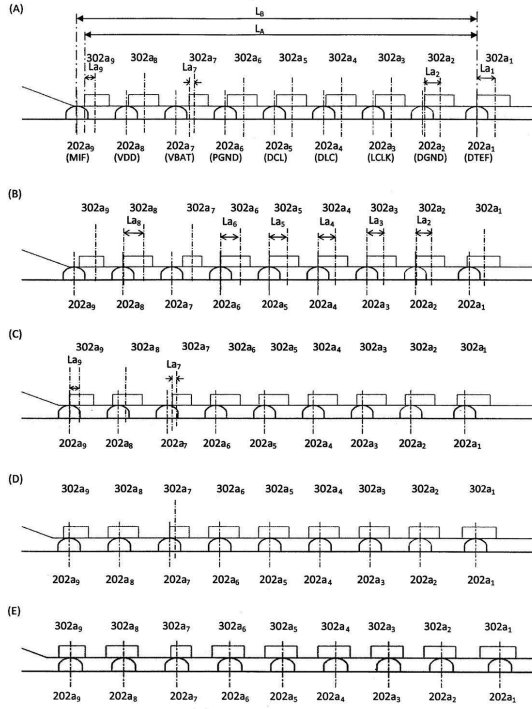 (A)
L_B
L_A
302a₉ 302a₈ 302a₇ 302a₆ 302a₅ 302a₄ 302a₃ 302a₂ 302a₁
La₉ La₇ La₂ La₁
202a₉ 202a₈ 202a₇ 202a₆ 202a₅ 202a₄ 202a₃ 202a₂ 202a₁
(MIF) (VDD) (VBAT) (PGND) (DCL) (DLC) (LCLK) (DGND) (DTEF)
(B)
302a₉ 302a₈ 302a₇ 302a₆ 302a₅ 302a₄ 302a₃ 302a₂ 302a₁
La₈ La₆ La₅ La₄ La₃ La₂
202a₉ 202a₈ 202a₇ 202a₆ 202a₅ 202a₄ 202a₃ 202a₂ 202a₁
(C)
302a₉ 302a₈ 302a₇ 302a₆ 302a₅ 302a₄ 302a₃ 302a₂ 302a₁
La₉ La₇
202a₉ 202a₈ 202a₇ 202a₆ 202a₅ 202a₄ 202a₃ 202a₂ 202a₁
(D)
302a₉ 302a₈ 302a₇ 302a₆ 302a₅ 302a₄ 302a₃ 302a₂ 302a₁
202a₉ 202a₈ 202a₇ 202a₆ 202a₅ 202a₄ 202a₃ 202a₂ 202a₁
(E)
302a₉ 302a₈ 302a₇ 302a₆ 302a₅ 302a₄ 302a₃ 302a₂ 302a₁
202a₉ 202a₈ 202a₇ 202a₆ 202a₅ 202a₄ 202a₃ 202a₂ 202a₁